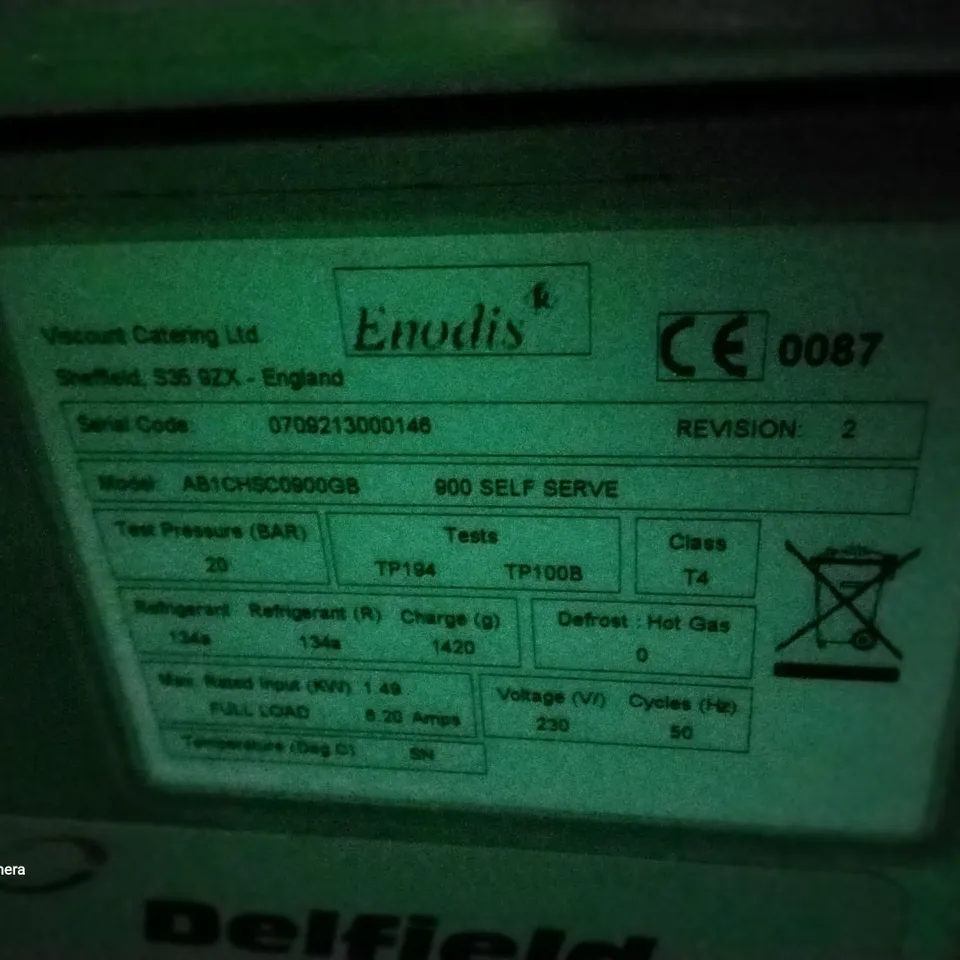 Enodis
Viscount Catering Ltd
CE 0087
Sheffield, S35 9ZX - England
Serial Code 0709213000146 REVISION: 2
Model AB1CHSC0900GB 900 SELF SERVE
Test Pressure (BAR) Tests Class
20 TP194 TP100B T4
Refrigerant Refrigerant (R) Charge (g) Defrost : Hot Gas
134a 134a 1420 0
Max Rated Input (KW) 1.49 Voltage (V/) Cycles (Hz)
FULL LOAD 6.20 Amps 230 50
Temperature (Deg C) SN
Delfield